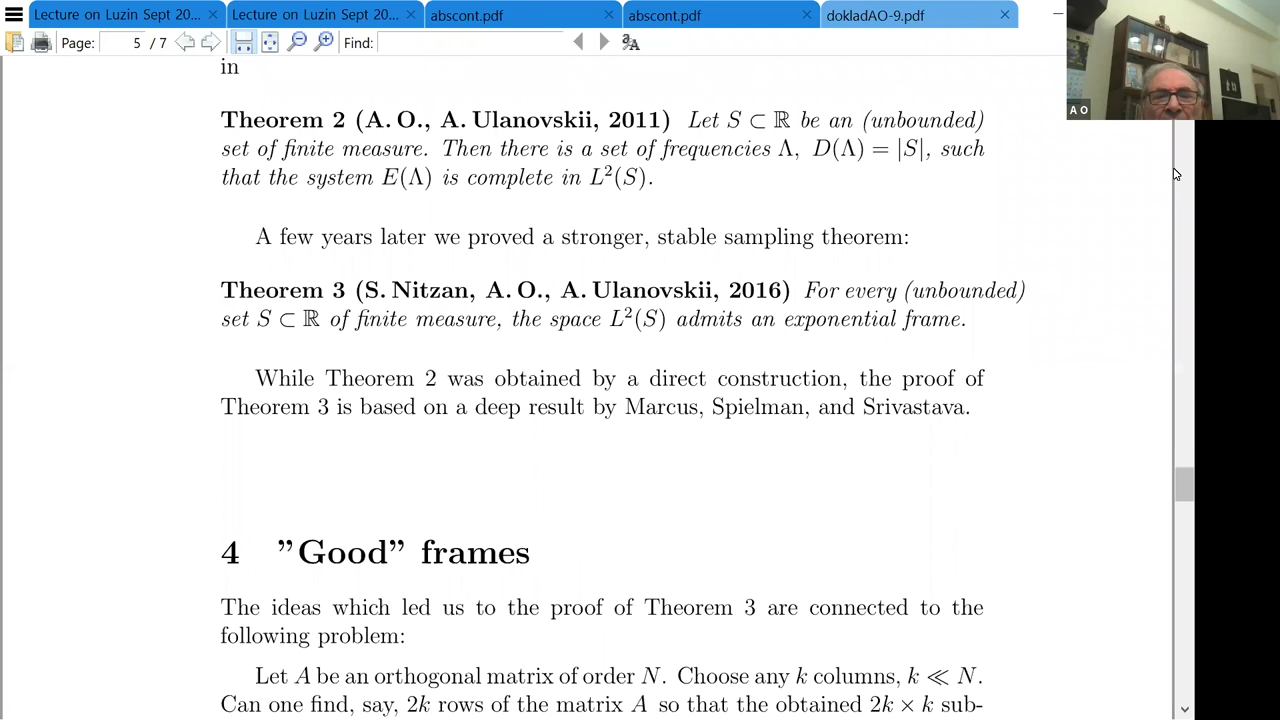 Lecture on Luzin Sept 20...
Lecture on Luzin Sept 20...
abscont.pdf
abscont.pdf
dokladAO-9.pdf
Page: 5 / 7
Find:
in
Theorem 2 (A. O., A. Ulanovskii, 2011) Let S ⊂ ℝ be an (unbounded)
set of finite measure. Then there is a set of frequencies Λ, D(Λ) = |S|, such
that the system E(Λ) is complete in L²(S).
A few years later we proved a stronger, stable sampling theorem:
Theorem 3 (S. Nitzan, A. O., A. Ulanovskii, 2016) For every (unbounded)
set S ⊂ ℝ of finite measure, the space L²(S) admits an exponential frame.
While Theorem 2 was obtained by a direct construction, the proof of
Theorem 3 is based on a deep result by Marcus, Spielman, and Srivastava.
4 ”Good” frames
The ideas which led us to the proof of Theorem 3 are connected to the
following problem:
Let A be an orthogonal matrix of order N. Choose any k columns, k ≪ N.
Can one find, say, 2k rows of the matrix A so that the obtained 2k × k sub-
A O